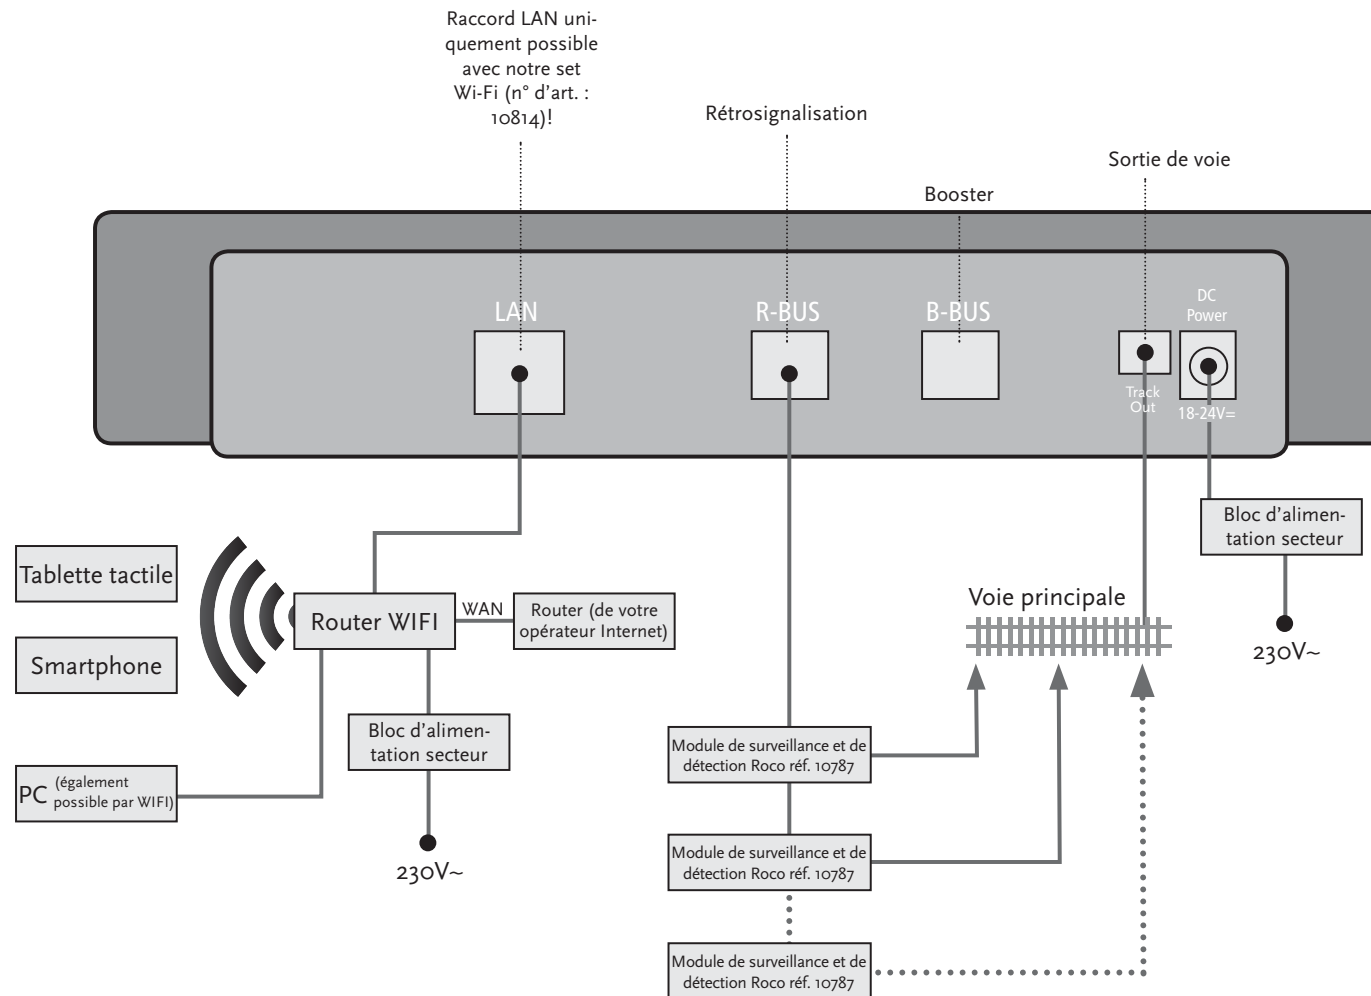 Raccord LAN uni-
quement possible
avec notre set
Wi-Fi (n° d'art. :
10814)!
Rétrosignalisation
Booster
Sortie de voie
LAN
R-BUS
B-BUS
Track
Out
DC
Power
18-24V=
Bloc d'alimen-
tation secteur
230V~
Tablette tactile
Smartphone
PC (également
possible par WIFI)
Router WIFI
WAN
Router (de votre
opérateur Internet)
Bloc d'alimen-
tation secteur
230V~
Voie principale
Module de surveillance et de
détection Roco réf. 10787
Module de surveillance et de
détection Roco réf. 10787
Module de surveillance et de
détection Roco réf. 10787